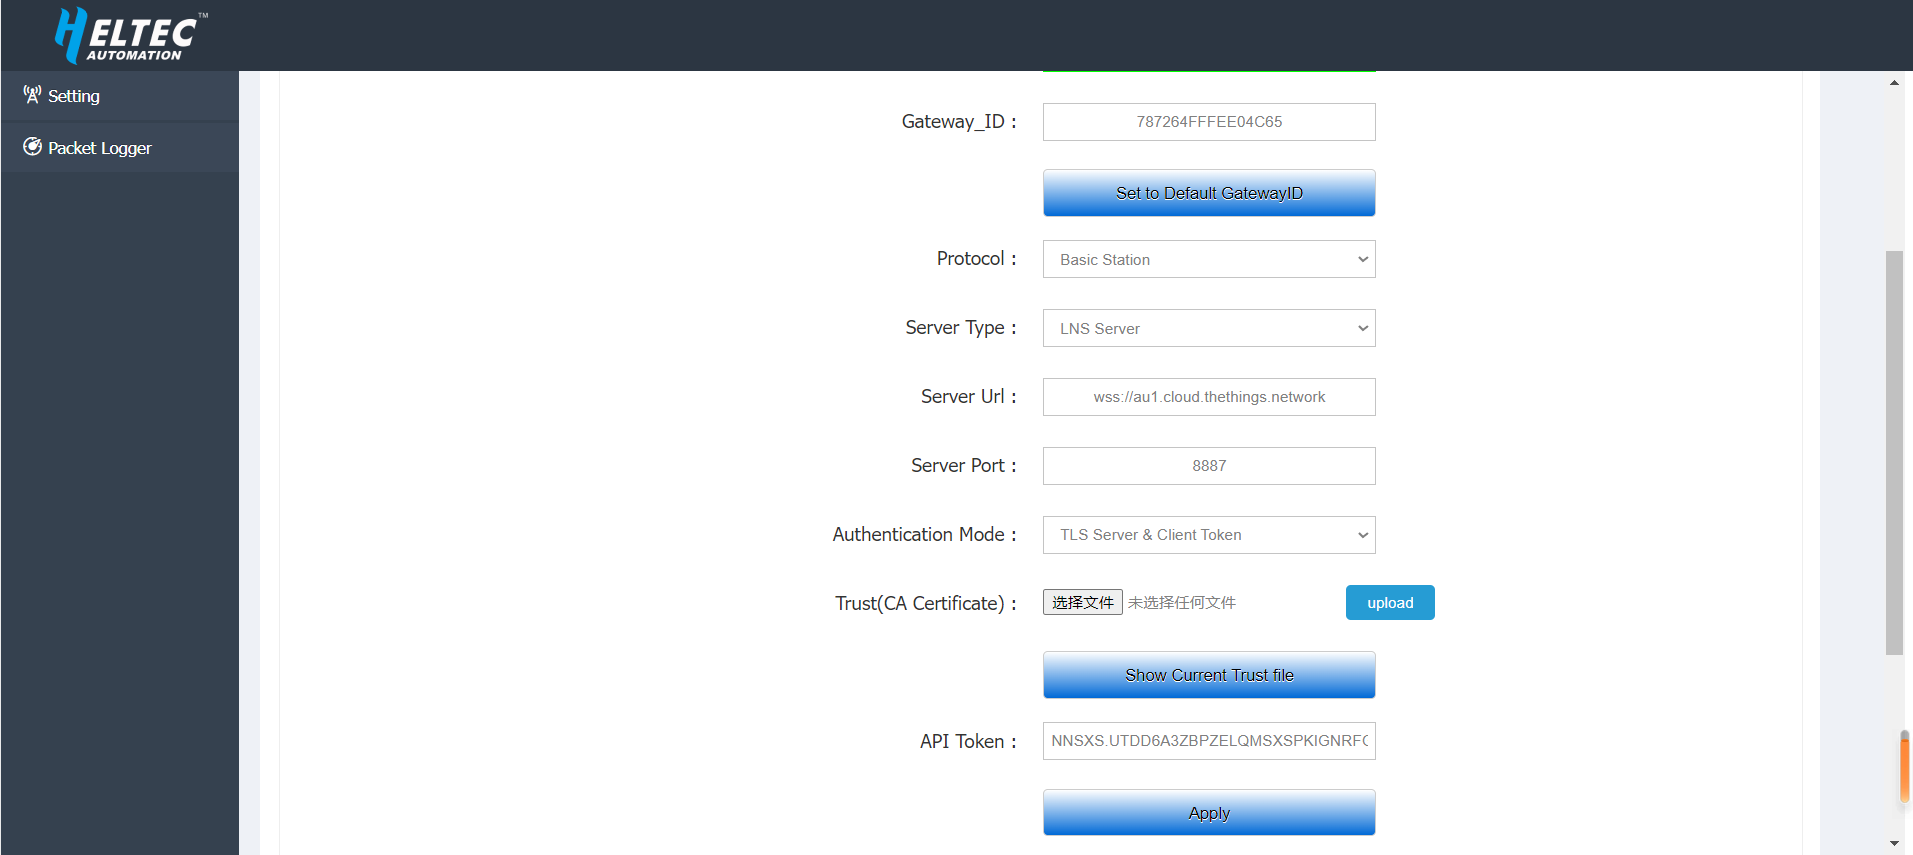 HELTEC™
AUTOMATION
Setting
Packet Logger
Gateway_ID :
787264FFFEE04C65
Set to Default GatewayID
Protocol :
Basic Station
Server Type :
LNS Server
Server Url :
wss://au1.cloud.thethings.network
Server Port :
8887
Authentication Mode :
TLS Server & Client Token
Trust(CA Certificate) :
选择文件 未选择任何文件
upload
Show Current Trust file
API Token :
NNSXS.UTDD6A3ZBPZELQMSXSPKIGNRFC
Apply